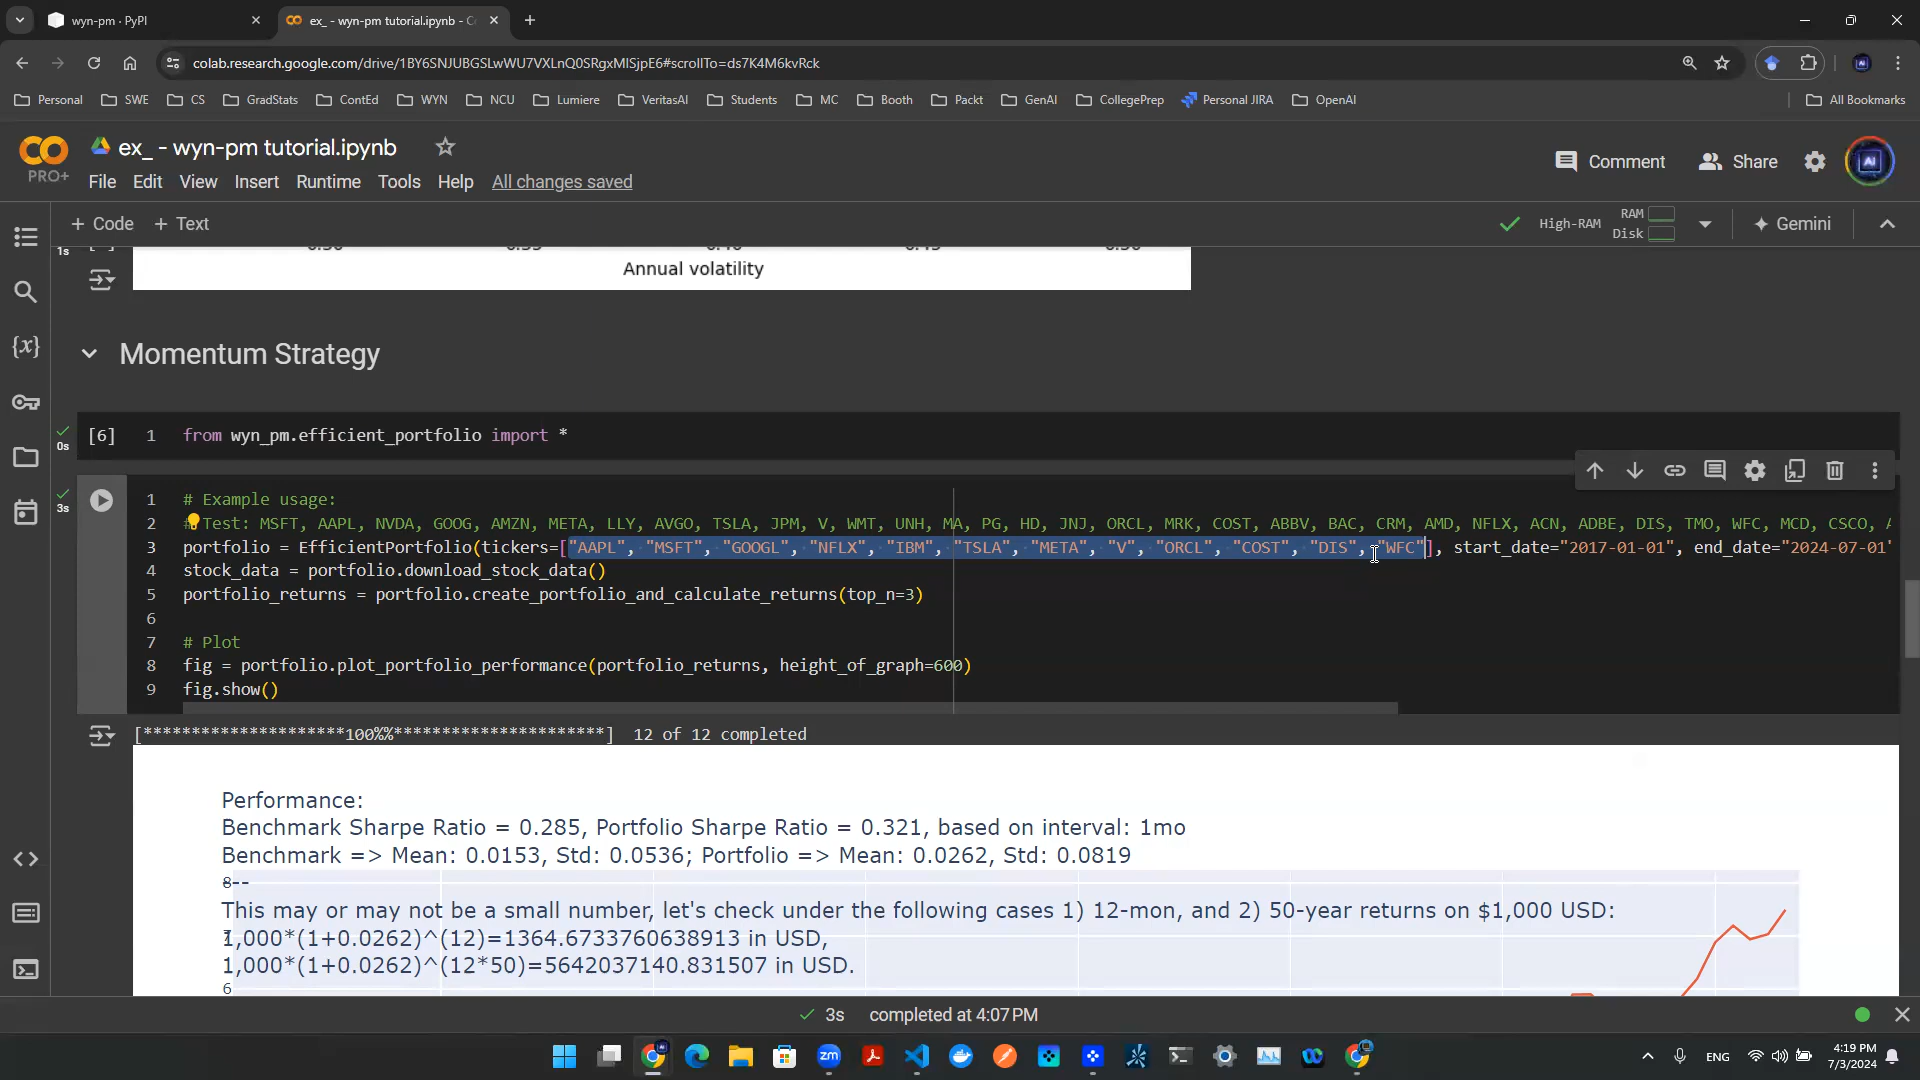 wyn-pm · PyPI
ex_ - wyn-pm tutorial.ipynb - C
colab.research.google.com/drive/1BY6SNJUBGSLwWU7VXLnQ0SRgxMlSjpE6#scrollTo=ds7K4M6kvRck
Personal SWE CS GradStats ContEd WYN NCU Lumiere VeritasAI Students MC Booth Packt GenAI CollegePrep Personal JIRA OpenAI All Bookmarks
PRO+
ex_ - wyn-pm tutorial.ipynb
Comment Share
File Edit View Insert Runtime Tools Help All changes saved
+ Code + Text
High-RAM RAM Disk Gemini
1s
Annual volatility
Momentum Strategy
0s [6] 1 from wyn_pm.efficient_portfolio import *
3s
1 # Example usage:
2 # Test: MSFT, AAPL, NVDA, GOOG, AMZN, META, LLY, AVGO, TSLA, JPM, V, WMT, UNH, MA, PG, HD, JNJ, ORCL, MRK, COST, ABBV, BAC, CRM, AMD, NFLX, ACN, ADBE, DIS, TMO, WFC, MCD, CSCO, A
3 portfolio = EfficientPortfolio(tickers=["AAPL", "MSFT", "GOOGL", "NFLX", "IBM", "TSLA", "META", "V", "ORCL", "COST", "DIS", "WFC"], start_date="2017-01-01", end_date="2024-07-01"
4 stock_data = portfolio.download_stock_data()
5 portfolio_returns = portfolio.create_portfolio_and_calculate_returns(top_n=3)
6
7 # Plot
8 fig = portfolio.plot_portfolio_performance(portfolio_returns, height_of_graph=600)
9 fig.show()
[*********************100%%**********************] 12 of 12 completed
Performance:
Benchmark Sharpe Ratio = 0.285, Portfolio Sharpe Ratio = 0.321, based on interval: 1mo
Benchmark => Mean: 0.0153, Std: 0.0536; Portfolio => Mean: 0.0262, Std: 0.0819
8
---
This may or may not be a small number, let's check under the following cases 1) 12-mon, and 2) 50-year returns on $1,000 USD:
1,000*(1+0.0262)^(12)=1364.6733760638913 in USD,
1,000*(1+0.0262)^(12*50)=5642037140.831507 in USD.
6
3s completed at 4:07 PM
ENG
4:19 PM
7/3/2024